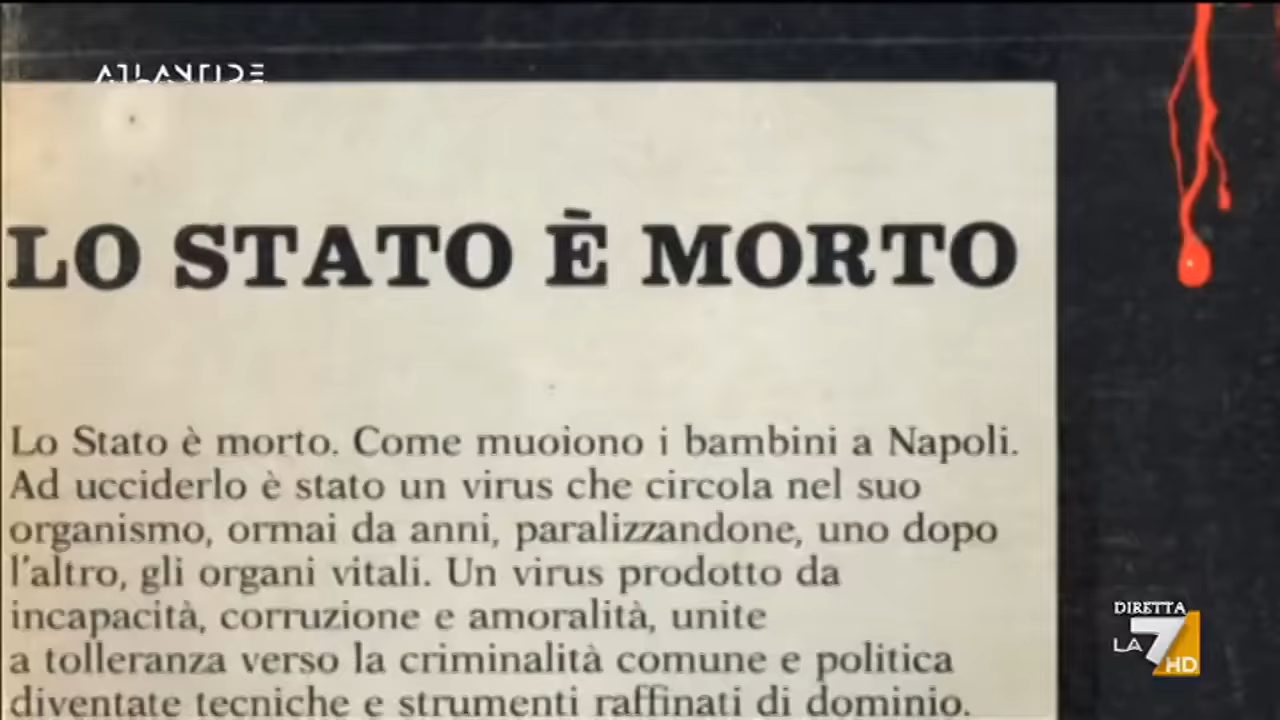 ATLANTIDE
LO STATO È MORTO
Lo Stato è morto. Come muoiono i bambini a Napoli.
Ad ucciderlo è stato un virus che circola nel suo
organismo, ormai da anni, paralizzandone, uno dopo
l'altro, gli organi vitali. Un virus prodotto da
incapacità, corruzione e amoralità, unite
a tolleranza verso la criminalità comune e politica
diventate tecniche e strumenti raffinati di dominio.
DIRETTA
LA7
HD